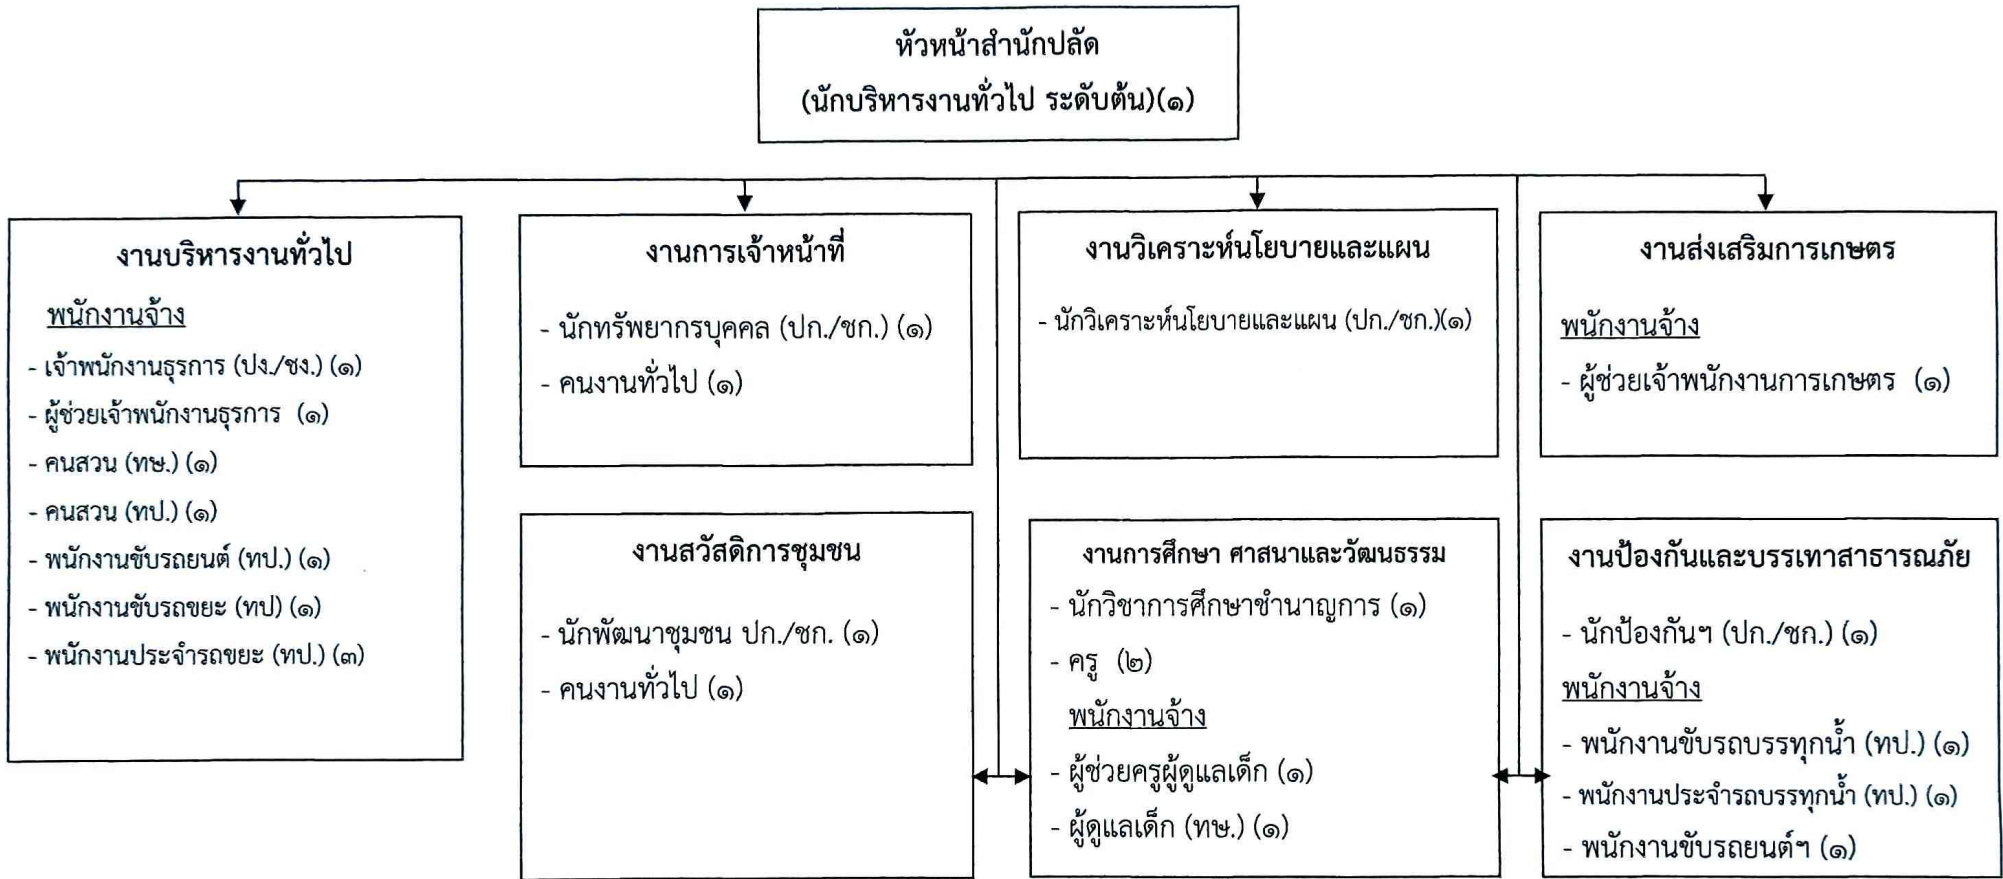 หัวหน้าสำนักปลัด
(นักบริหารงานทั่วไป ระดับต้น)(๑)
งานบริหารงานทั่วไป
พนักงานจ้าง
- เจ้าพนักงานธุรการ (ปง./ชง.) (๑)
- ผู้ช่วยเจ้าพนักงานธุรการ (๑)
- คนสวน (ทษ.) (๑)
- คนสวน (ทป.) (๑)
- พนักงานขับรถยนต์ (ทป.) (๑)
- พนักงานขับรถขยะ (ทป) (๑)
- พนักงานประจำรถขยะ (ทป.) (๓)
งานการเจ้าหน้าที่
- นักทรัพยากรบุคคล (ปก./ชก.) (๑)
- คนงานทั่วไป (๑)
งานวิเคราะห์นโยบายและแผน
- นักวิเคราะห์นโยบายและแผน (ปก./ชก.)(๑)
งานส่งเสริมการเกษตร
พนักงานจ้าง
- ผู้ช่วยเจ้าพนักงานการเกษตร (๑)
งานสวัสดิการชุมชน
- นักพัฒนาชุมชน ปก./ชก. (๑)
- คนงานทั่วไป (๑)
งานการศึกษา ศาสนาและวัฒนธรรม
- นักวิชาการศึกษาชำนาญการ (๑)
- ครู (๒)
พนักงานจ้าง
- ผู้ช่วยครูผู้ดูแลเด็ก (๑)
- ผู้ดูแลเด็ก (ทษ.) (๑)
งานป้องกันและบรรเทาสาธารณภัย
- นักป้องกันฯ (ปก./ชก.) (๑)
พนักงานจ้าง
- พนักงานขับรถบรรทุกน้ำ (ทป.) (๑)
- พนักงานประจำรถบรรทุกน้ำ (ทป.) (๑)
- พนักงานขับรถยนต์ฯ (๑)